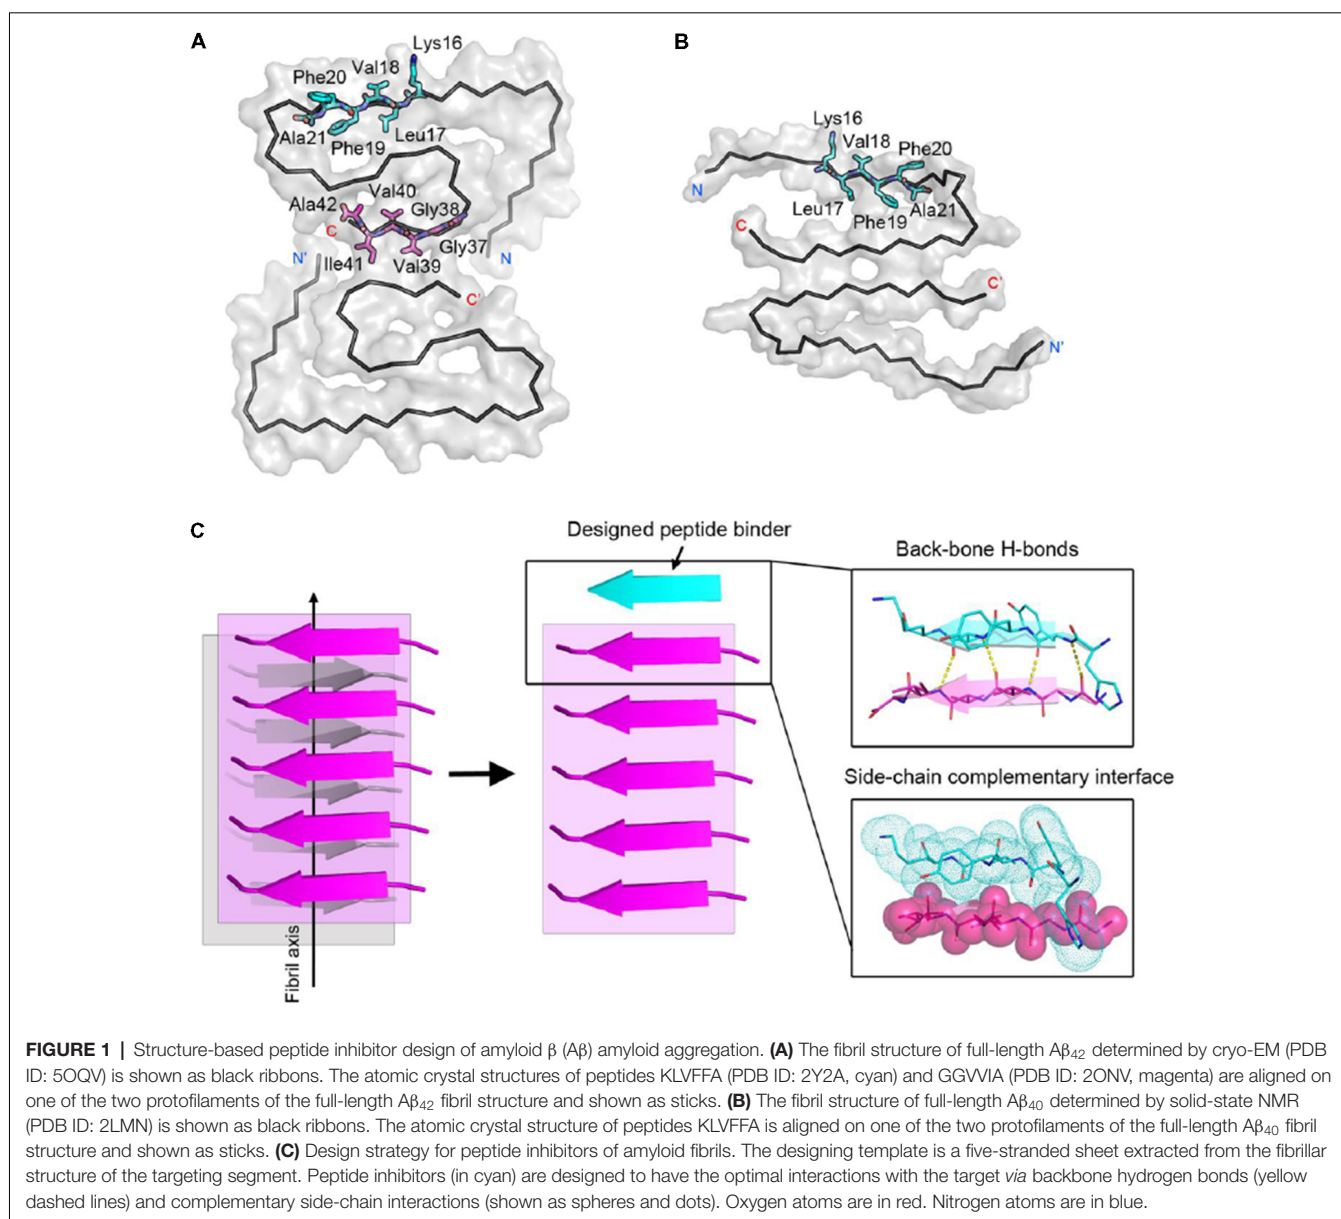 A
Lys16
Val18
Phe20
Ala21
Phe19
Leu17
Val40
Ala42
Gly38
C
Gly37
N'
Ile41
Val39
N
C'
B
Lys16
Val18
Phe20
N
Leu17
Ala21
Phe19
C
C'
N'
C
Designed peptide binder
Back-bone H-bonds
Side-chain complementary interface
Fibril axis
FIGURE 1 | Structure-based peptide inhibitor design of amyloid β (Aβ) amyloid aggregation. (A) The fibril structure of full-length Aβ42 determined by cryo-EM (PDB
ID: 5OQV) is shown as black ribbons. The atomic crystal structures of peptides KLVFFA (PDB ID: 2Y2A, cyan) and GGVVIA (PDB ID: 2ONV, magenta) are aligned on
one of the two protofilaments of the full-length Aβ42 fibril structure and shown as sticks. (B) The fibril structure of full-length Aβ40 determined by solid-state NMR
(PDB ID: 2LMN) is shown as black ribbons. The atomic crystal structure of peptides KLVFFA is aligned on one of the two protofilaments of the full-length Aβ40 fibril
structure and shown as sticks. (C) Design strategy for peptide inhibitors of amyloid fibrils. The designing template is a five-stranded sheet extracted from the fibrillar
structure of the targeting segment. Peptide inhibitors (in cyan) are designed to have the optimal interactions with the target via backbone hydrogen bonds (yellow
dashed lines) and complementary side-chain interactions (shown as spheres and dots). Oxygen atoms are in red. Nitrogen atoms are in blue.